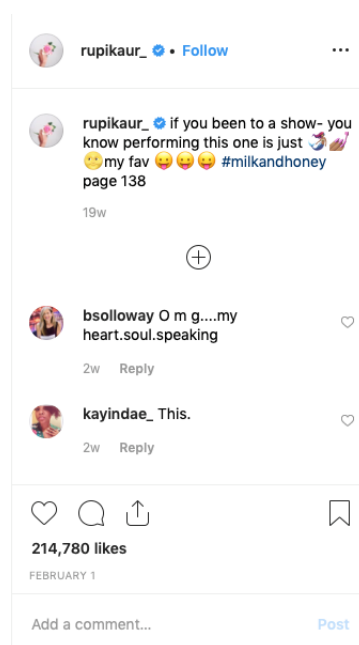 rupikaur_ • Follow
rupikaur_ if you been to a show- you
know performing this one is just 🧜🏽‍♀️💅🏽
🌝my fav 😛😛😛 #milkandhoney
page 138
19w
bsolloway O m g....my
heart.soul.speaking
2w Reply
kayindae_ This.
2w Reply
214,780 likes
FEBRUARY 1
Add a comment... Post